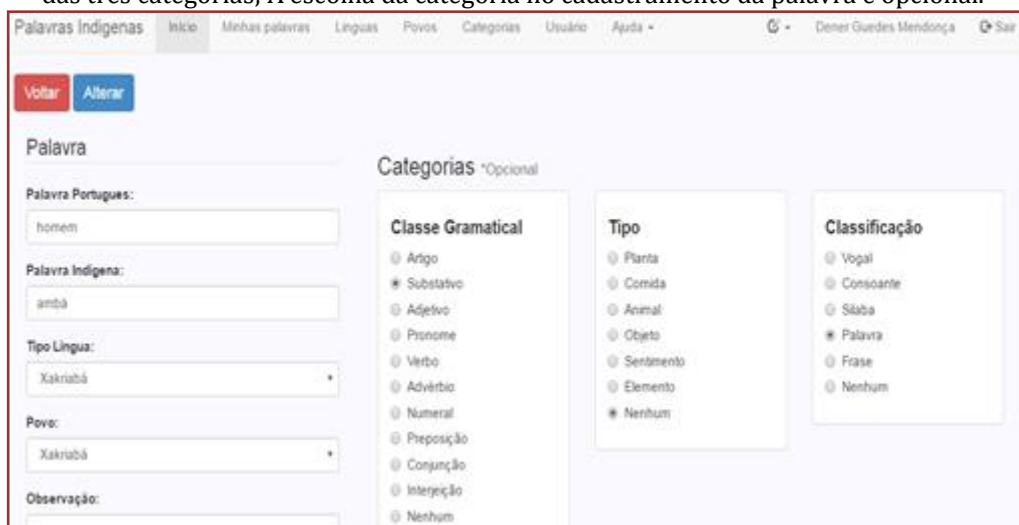 das três categorias, A escolha da categoria no cadastramento da palavra é opcional.
Palavras Indigenas Início Minhas palavras Linguas Povos Categorias Usuário Ajuda Dener Guedes Mendonça Sair
Voltar Alterar
Palavra
Palavra Portugues:
homem
Palavra Indigena:
ambá
Tipo Lingua:
Xakriabá
Povo:
Xakriabá
Observação:
Categorias *Opcional
Classe Gramatical
Artigo
Substativo
Adjetivo
Pronome
Verbo
Advérbio
Numeral
Preposição
Conjunção
Interjeição
Nenhum
Tipo
Planta
Comida
Animal
Objeto
Sentimento
Elemento
Nenhum
Classificação
Vogal
Consoante
Sílaba
Palavra
Frase
Nenhum